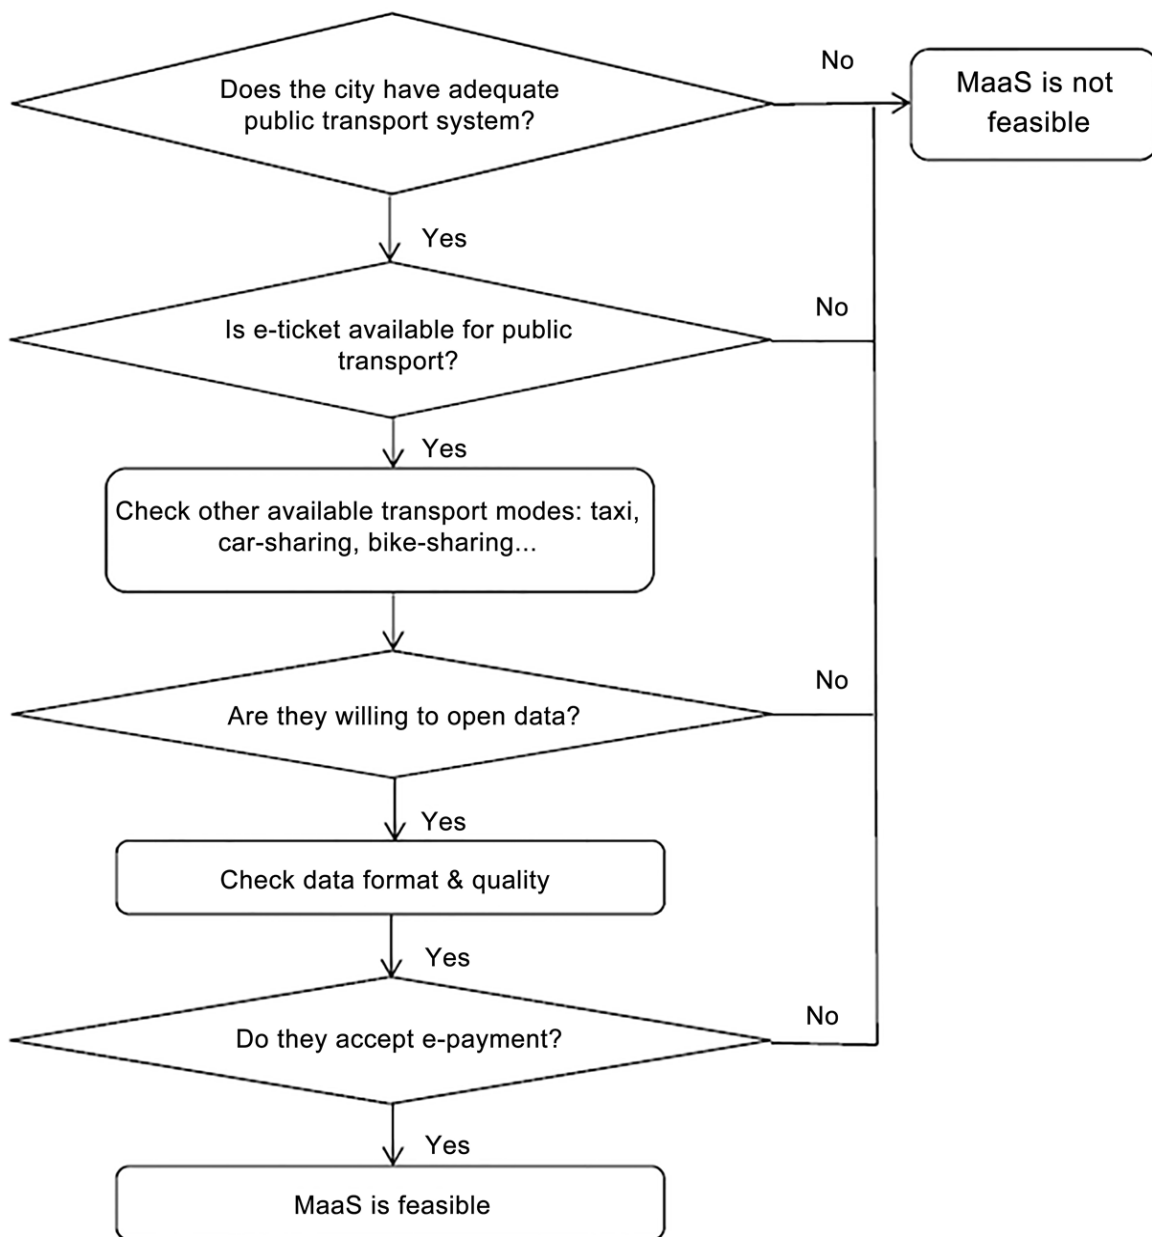 Does the city have adequate
public transport system?
No
MaaS is not
feasible
Yes
Is e-ticket available for public
transport?
No
Yes
Check other available transport modes: taxi,
car-sharing, bike-sharing...
Are they willing to open data?
No
Yes
Check data format & quality
Yes
Do they accept e-payment?
No
Yes
MaaS is feasible